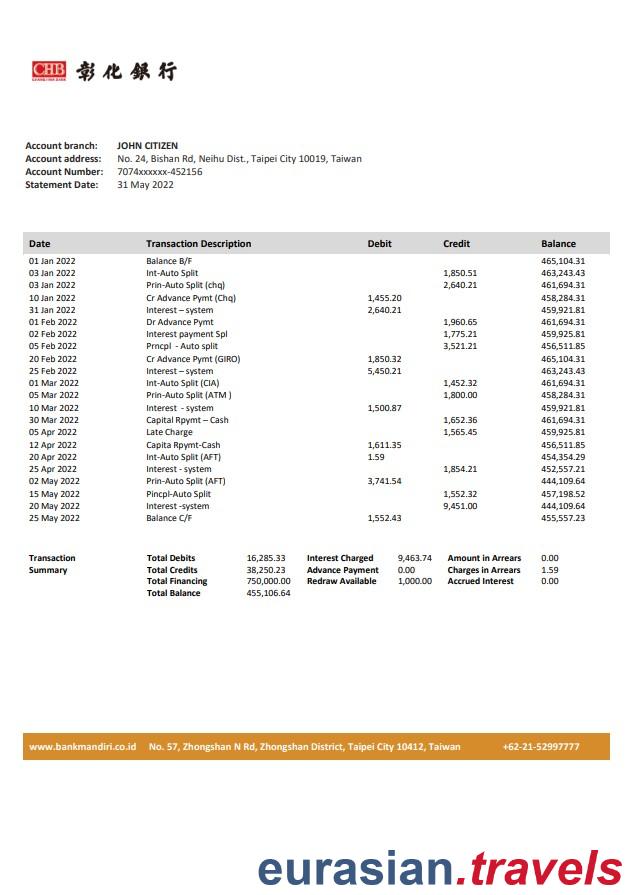 CHB 彰化銀行
CHANG HWA BANK
Account branch: JOHN CITIZEN
Account address: No. 24, Bishan Rd, Neihu Dist., Taipei City 10019, Taiwan
Account Number: 7074xxxxxx-452156
Statement Date: 31 May 2022
Date Transaction Description Debit Credit Balance
01 Jan 2022 Balance B/F 465,104.31
03 Jan 2022 Int-Auto Split 1,850.51 463,243.43
03 Jan 2022 Prin-Auto Split (chq) 2,640.21 461,694.31
10 Jan 2022 Cr Advance Pymt (Chq) 1,455.20 458,284.31
31 Jan 2022 Interest – system 2,640.21 459,921.81
01 Feb 2022 Dr Advance Pymt 1,960.65 461,694.31
02 Feb 2022 Interest payment Spl 1,775.21 459,925.81
05 Feb 2022 Prncpl - Auto split 3,521.21 456,511.85
20 Feb 2022 Cr Advance Pymt (GIRO) 1,850.32 465,104.31
25 Feb 2022 Interest – system 5,450.21 463,243.43
01 Mar 2022 Int-Auto Split (CIA) 1,452.32 461,694.31
05 Mar 2022 Prin-Auto Split (ATM ) 1,800.00 458,284.31
10 Mar 2022 Interest - system 1,500.87 459,921.81
30 Mar 2022 Capital Rpymt – Cash 1,652.36 461,694.31
05 Apr 2022 Late Charge 1,565.45 459,925.81
12 Apr 2022 Capita Rpymt-Cash 1,611.35 456,511.85
20 Apr 2022 Int-Auto Split (AFT) 1.59 454,354.29
25 Apr 2022 Interest - system 1,854.21 452,557.21
02 May 2022 Prin-Auto Split (AFT) 3,741.54 444,109.64
15 May 2022 Pincpl-Auto Split 1,552.32 457,198.52
20 May 2022 Interest -system 9,451.00 444,109.64
25 May 2022 Balance C/F 1,552.43 455,557.23
Transaction Total Debits 16,285.33 Interest Charged 9,463.74 Amount in Arrears 0.00
Summary Total Credits 38,250.23 Advance Payment 0.00 Charges in Arrears 1.59
Total Financing 750,000.00 Redraw Available 1,000.00 Accrued Interest 0.00
Total Balance 455,106.64
www.bankmandiri.co.id No. 57, Zhongshan N Rd, Zhongshan District, Taipei City 10412, Taiwan +62-21-52997777
eurasian.travels